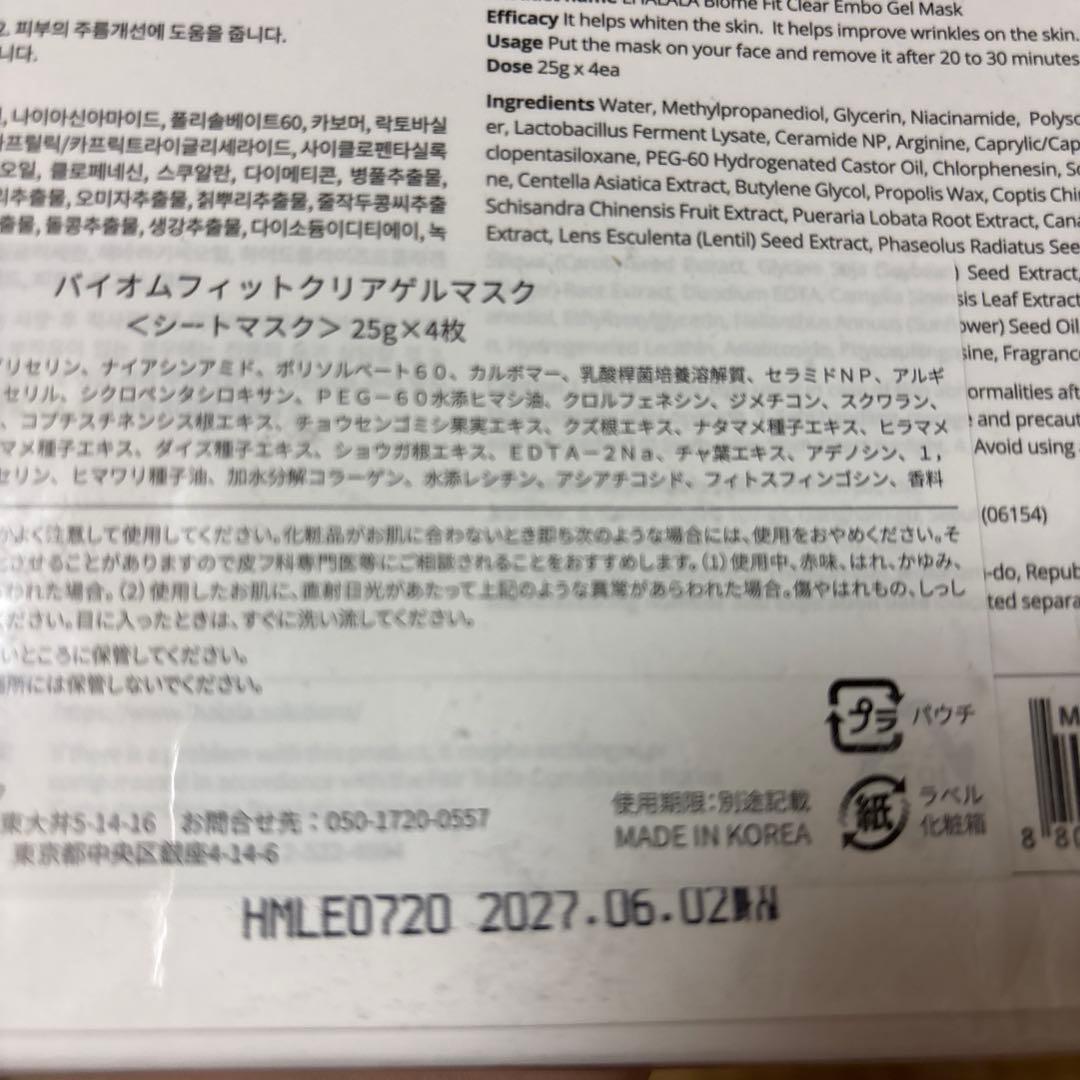 Biome Fit Clear Embo Gel Mask
Efficacy It helps whiten the skin. It helps improve wrinkles on the skin.
Usage Put the mask on your face and remove it after 20 to 30 minutes
Dose 25g x 4ea
Ingredients Water, Methylpropanediol, Glycerin, Niacinamide, Polyso
er, Lactobacillus Ferment Lysate, Ceramide NP, Arginine, Caprylic/Cap
clopentasiloxane, PEG-60 Hydrogenated Castor Oil, Chlorphenesin, Sq
ne, Centella Asiatica Extract, Butylene Glycol, Propolis Wax, Coptis Chin
Schisandra Chinensis Fruit Extract, Pueraria Lobata Root Extract, Cana
Extract, Lens Esculenta (Lentil) Seed Extract, Phaseolus Radiatus See
) Seed Extract,
sis Leaf Extract
ower) Seed Oil
sine, Fragrance
ormalities aft
and precaut
Avoid using
(06154)
-do, Repub
ted separa
2. 피부의 주름개선에 도움을 줍니다.
니다.
, 나이아신아마이드, 폴리솔베이트60, 카보머, 락토바실
카프릴릭/카프릭트라이글리세라이드, 사이클로펜타실록
오일, 클로페네신, 스쿠알란, 다이메티콘, 병풀추출물,
리추출물, 오미자추출물, 칡뿌리추출물, 줄작두콩씨추출
출물, 돌콩추출물, 생강추출물, 다이소듐이디티에이, 녹
バイオムフィットクリアゲルマスク
＜シートマスク＞ 25g×4枚
リセリン、ナイアシンアミド、ポリソルベート６０、カルボマー、乳酸桿菌培養溶解質、セラミドＮＰ、アルギ
セリル、シクロペンタシロキサン、ＰＥＧ－６０水添ヒマシ油、クロルフェネシン、ジメチコン、スクワラン、
、コプチスチネンシス根エキス、チョウセンゴミシ果実エキス、クズ根エキス、ナタマメ種子エキス、ヒラマメ
マメ種子エキス、ダイズ種子エキス、ショウガ根エキス、ＥＤＴＡ－２Ｎａ、チャ葉エキス、アデノシン、１，
セリン、ヒマワリ種子油、加水分解コラーゲン、水添レシチン、アシアチコシド、フィトスフィンゴシン、香料
かよく注意して使用してください。化粧品がお肌に合わないとき即ち次のような場合には、使用をおやめください。そ
させることがありますので皮フ科専門医等にご相談されることをおすすめします。（1）使用中、赤味、はれ、かゆみ、
われた場合。（2）使用したお肌に、直射日光があたって上記のような異常があらわれた場合。傷やはれもの、しっし
ださい。目に入ったときは、すぐに洗い流してください。
いところに保管してください。
場所には保管しないでください。
プラ パウチ
紙 ラベル
化粧箱
東大井5-14-16 お問合せ先：050-1720-0557
東京都中央区銀座4-14-6
使用期限：別途記載
MADE IN KOREA
M
8 80
HMLE0720 2027.06.02